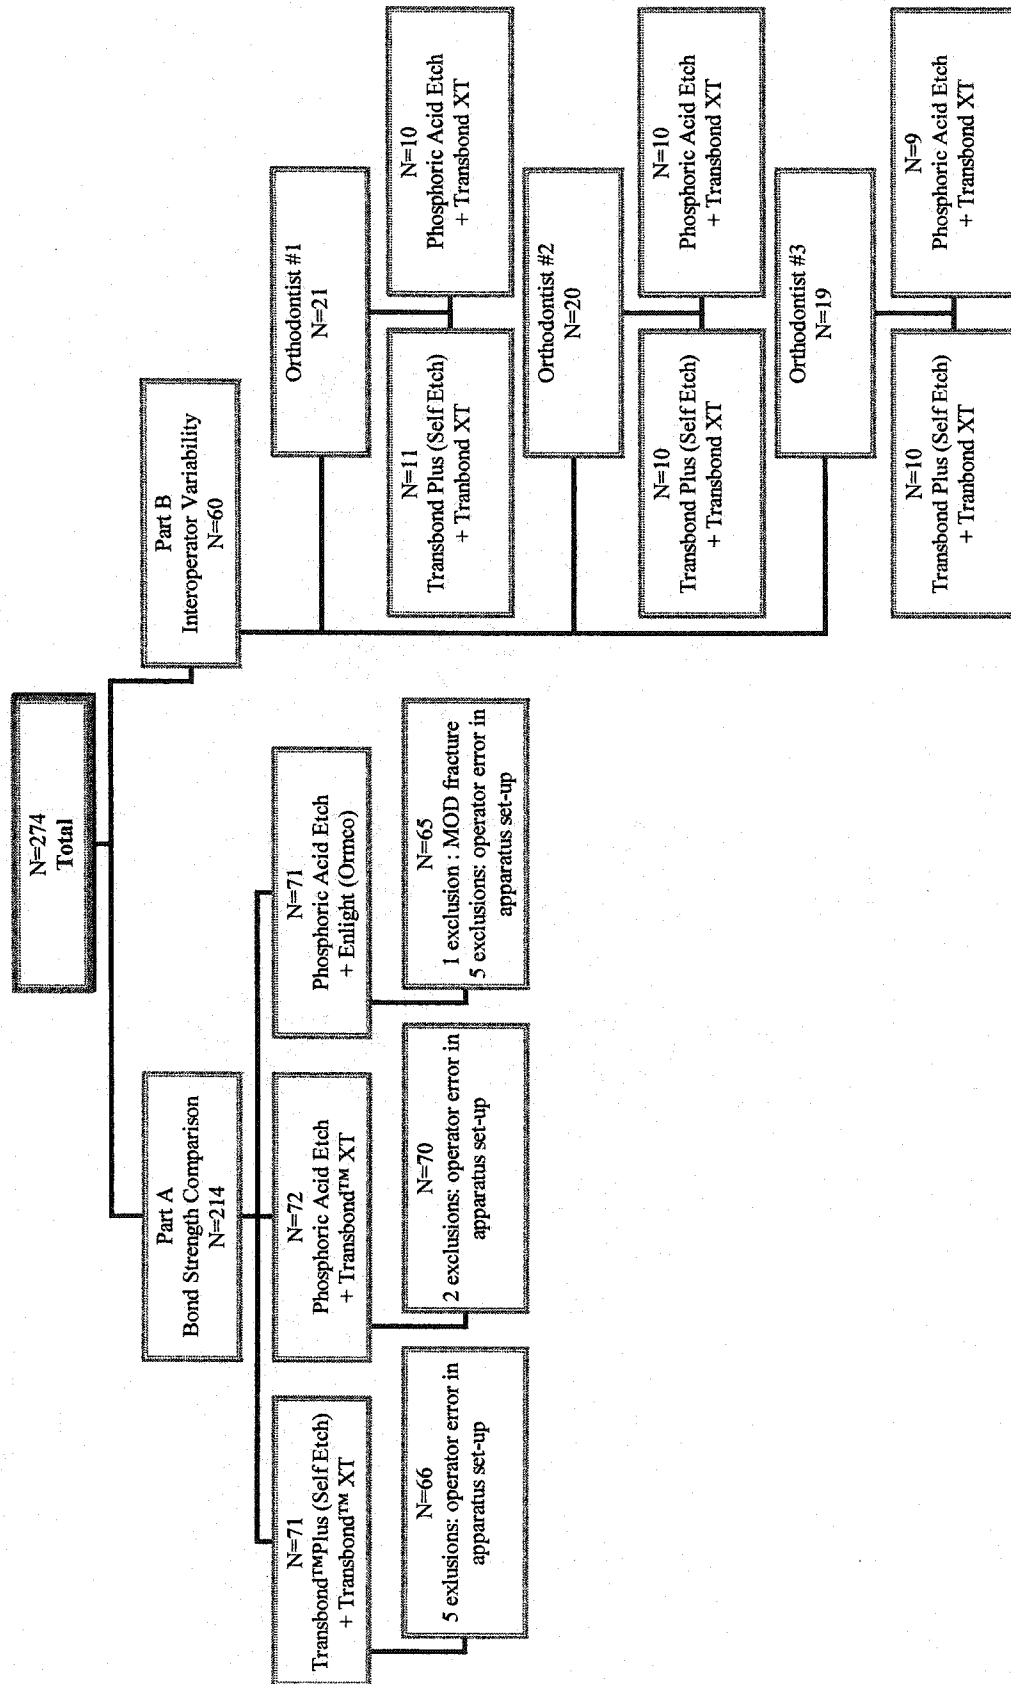 N=274
Total
Part A
Bond Strength Comparison
N=214
N=71
Transbond™Plus (Self Etch)
+ Transbond™ XT
N=66
5 exlusions: operator error in
apparatus set-up
N=72
Phosphoric Acid Etch
+ Transbond™ XT
N=70
2 exclusions: operator error in
apparatus set-up
N=71
Phosphoric Acid Etch
+ Enlight (Ormco)
N=65
1 exclusion : MOD fracture
5 exclusions: operator error in
apparatus set-up
Part B
Interoperator Variability
N=60
Orthodontist #1
N=21
N=11
Transbond Plus (Self Etch)
+ Tranbond XT
N=10
Phosphoric Acid Etch
+ Transbond XT
Orthodontist #2
N=20
N=10
Transbond Plus (Self Etch)
+ Transbond XT
N=10
Phosphoric Acid Etch
+ Transbond XT
Orthodontist #3
N=19
N=10
Transbond Plus (Self Etch)
+ Tranbond XT
N=9
Phosphoric Acid Etch
+ Transbond XT